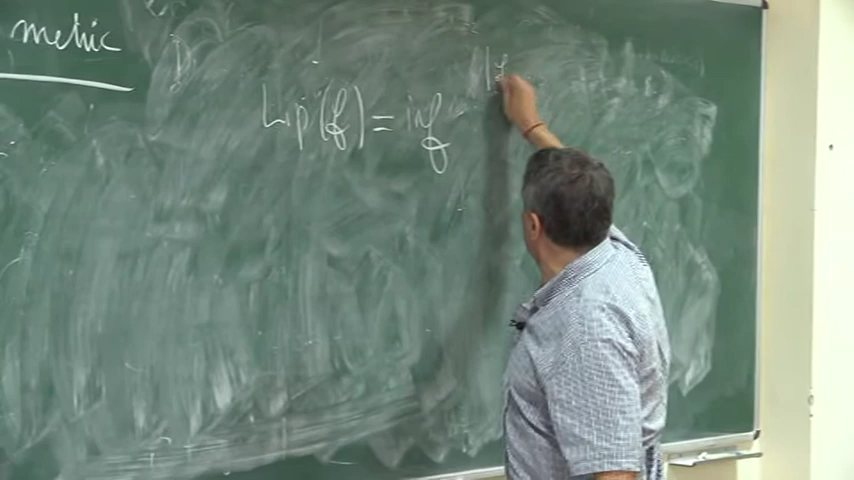 metric
Lip(f) = inf |f